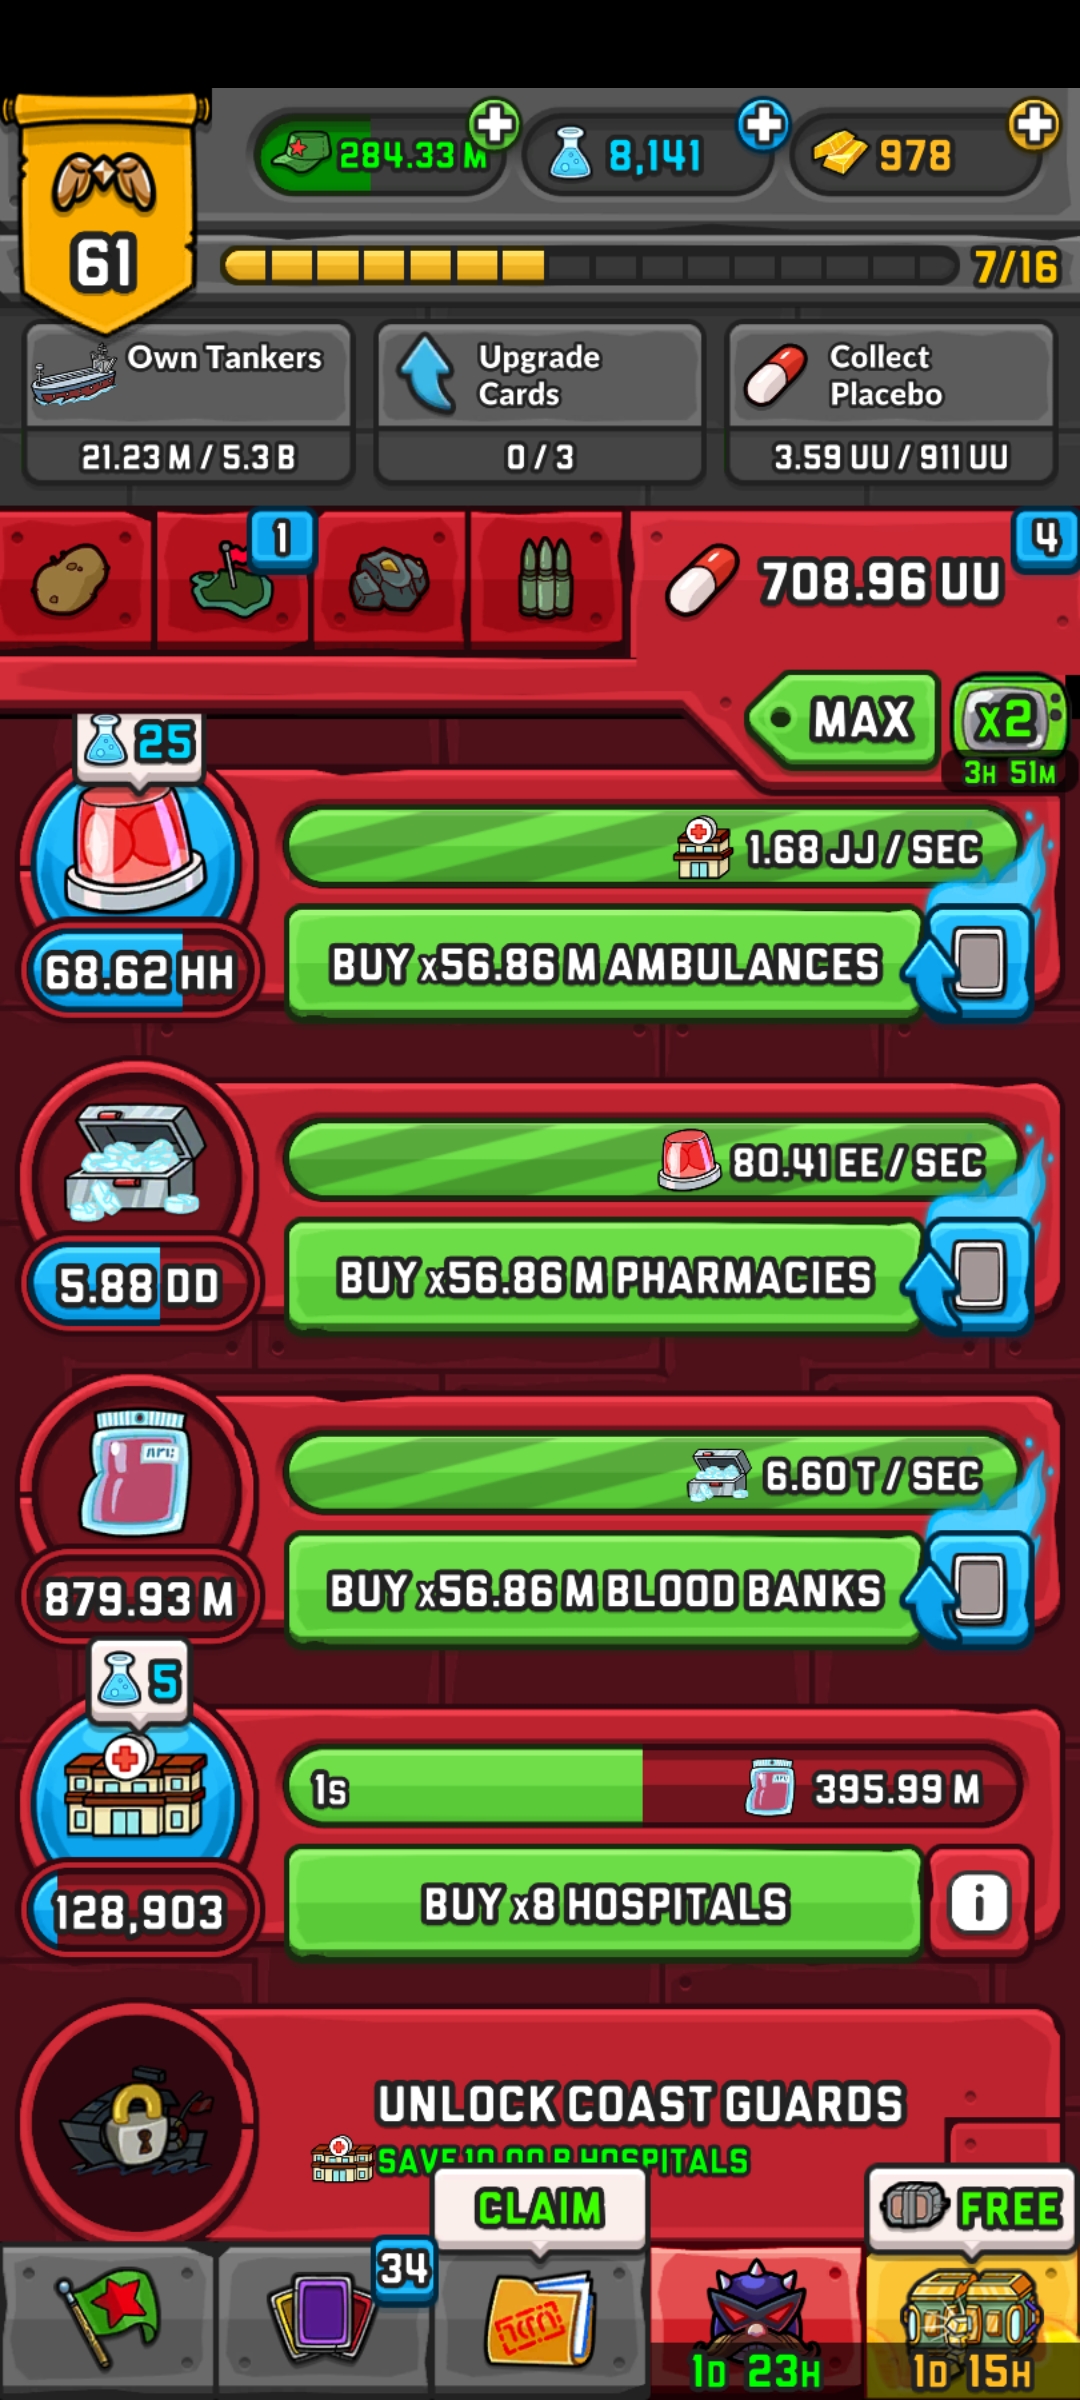 284.33 M
8,141
978
61
7/16
Own Tankers
21.23 M / 5.3 B
Upgrade
Cards
0 / 3
Collect
Placebo
3.59 UU / 911 UU
1
4
708.96 UU
MAX
x2
3H 51M
25
1.68 JJ / SEC
68.62 HH
BUY x56.86 M AMBULANCES
80.41 EE / SEC
5.88 DD
BUY x56.86 M PHARMACIES
6.60 T / SEC
879.93 M
BUY x56.86 M BLOOD BANKS
5
1s
395.99 M
128,903
BUY x8 HOSPITALS
i
UNLOCK COAST GUARDS
SAVE 10.00 B HOSPITALS
CLAIM
FREE
34
1D 23H
1D 15H